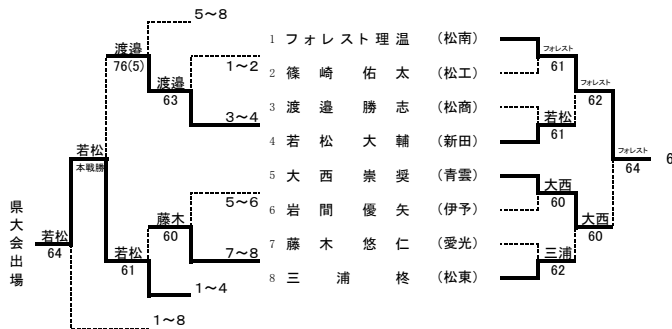 5～8
渡邉
76(5)
1～2
渡邉
63
3～4
若松
本戦勝
県大会出場
若松
64
5～6
藤木
60
7～8
若松
61
1～4
1～8
1 フォレスト理温 （松南）
2 篠崎佑太 （松工）
3 渡邉勝志 （松商）
4 若松大輔 （新田）
5 大西崇奨 （青雲）
6 岩間優矢 （伊予）
7 藤木悠仁 （愛光）
8 三浦柊 （松東）
フォレスト
61
フォレスト
62
若松
61
フォレスト
64
6
大西
60
大西
60
三浦
62